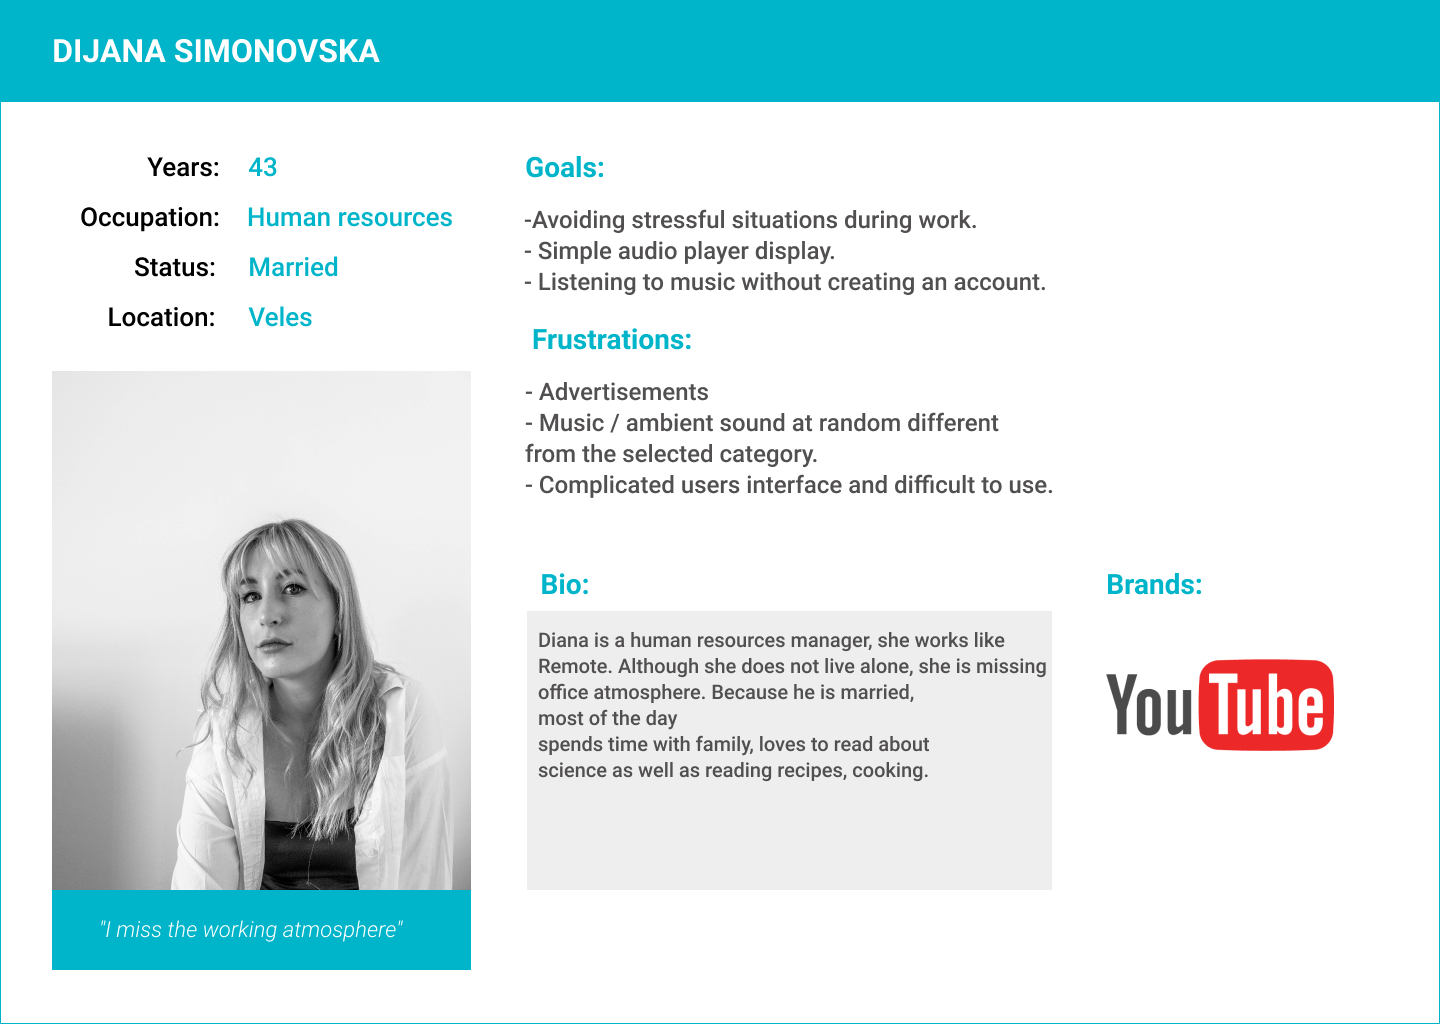 DIJANA SIMONOVSKA
Years: 43
Occupation: Human resources
Status: Married
Location: Veles
"I miss the working atmosphere"
Goals:
-Avoiding stressful situations during work.
- Simple audio player display.
- Listening to music without creating an account.
Frustrations:
- Advertisements
- Music / ambient sound at random different
from the selected category.
- Complicated users interface and difficult to use.
Bio:
Diana is a human resources manager, she works like
Remote. Although she does not live alone, she is missing
office atmosphere. Because he is married,
most of the day
spends time with family, loves to read about
science as well as reading recipes, cooking.
Brands:
YouTube